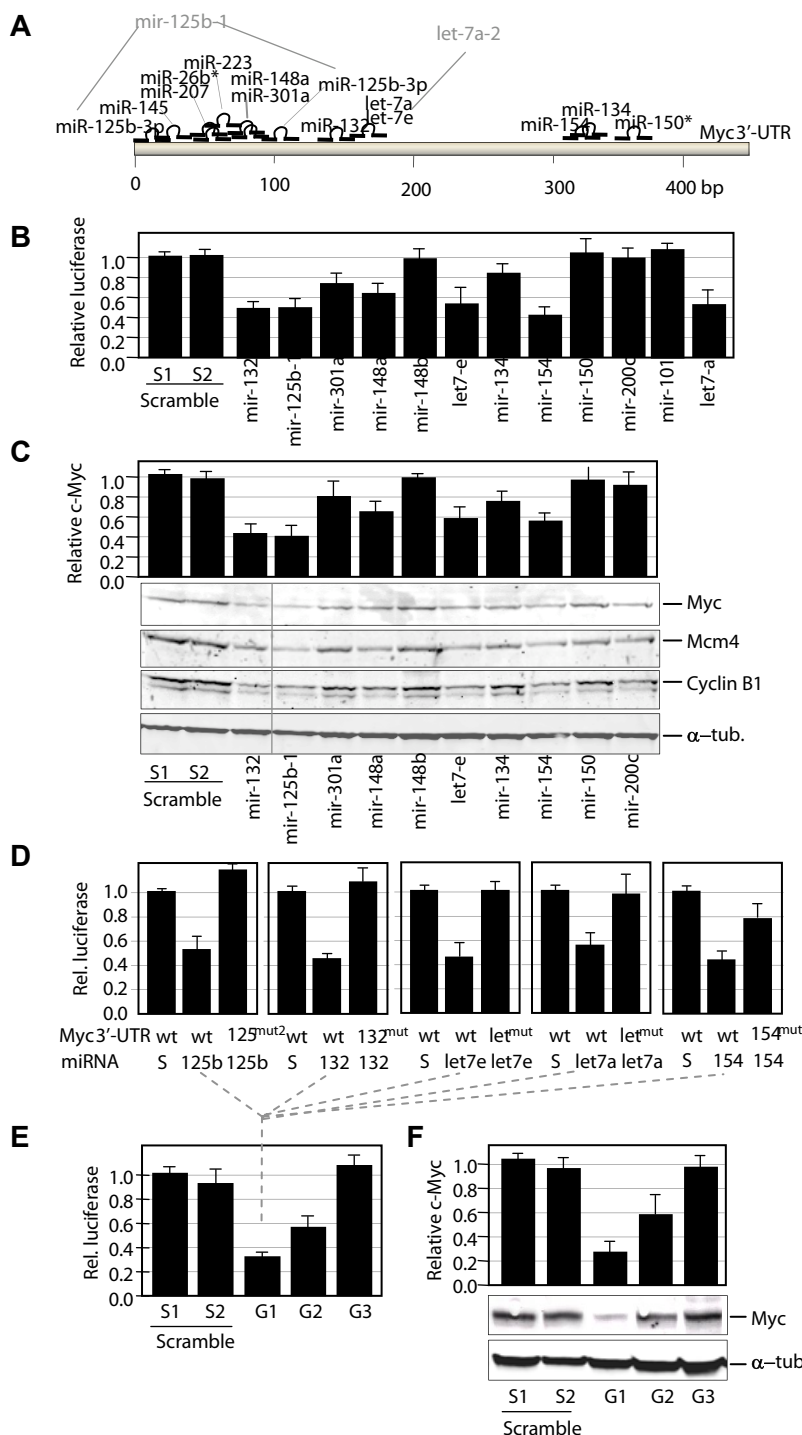 A
mir-125b-1
let-7a-2
miR-223
miR-26b*
miR-148a
miR-125b-3p
miR-207
miR-301a
let-7a
miR-145
let-7e
miR-134
miR-125b-3p
miR-132
miR-154
miR-150*
Myc3'-UTR
0 100 200 300 400 bp
B
Relative luciferase
1.0
0.8
0.6
0.4
0.2
0.0
S1 S2 mir-132 mir-125b-1 mir-301a mir-148a mir-148b let7-e mir-134 mir-154 mir-150 mir-200c mir-101 let7-a
Scramble
C
Relative c-Myc
1.0
0.8
0.6
0.4
0.2
0.0
Myc
Mcm4
Cyclin B1
α–tub.
S1 S2 mir-132 mir-125b-1 mir-301a mir-148a mir-148b let7-e mir-134 mir-154 mir-150 mir-200c
Scramble
D
Rel. luciferase
1.0
0.8
0.6
0.4
0.2
0.0
Myc3'-UTR wt wt 125mut2 wt wt 132mut wt wt letmut wt wt letmut wt wt 154mut
miRNA S 125b 125b S 132 132 S let7e let7e S let7a let7a S 154 154
E
Rel. luciferase
1.0
0.8
0.6
0.4
0.2
0.0
S1 S2 G1 G2 G3
Scramble
F
Relative c-Myc
1.0
0.8
0.6
0.4
0.2
0.0
Myc
α–tub
S1 S2 G1 G2 G3
Scramble